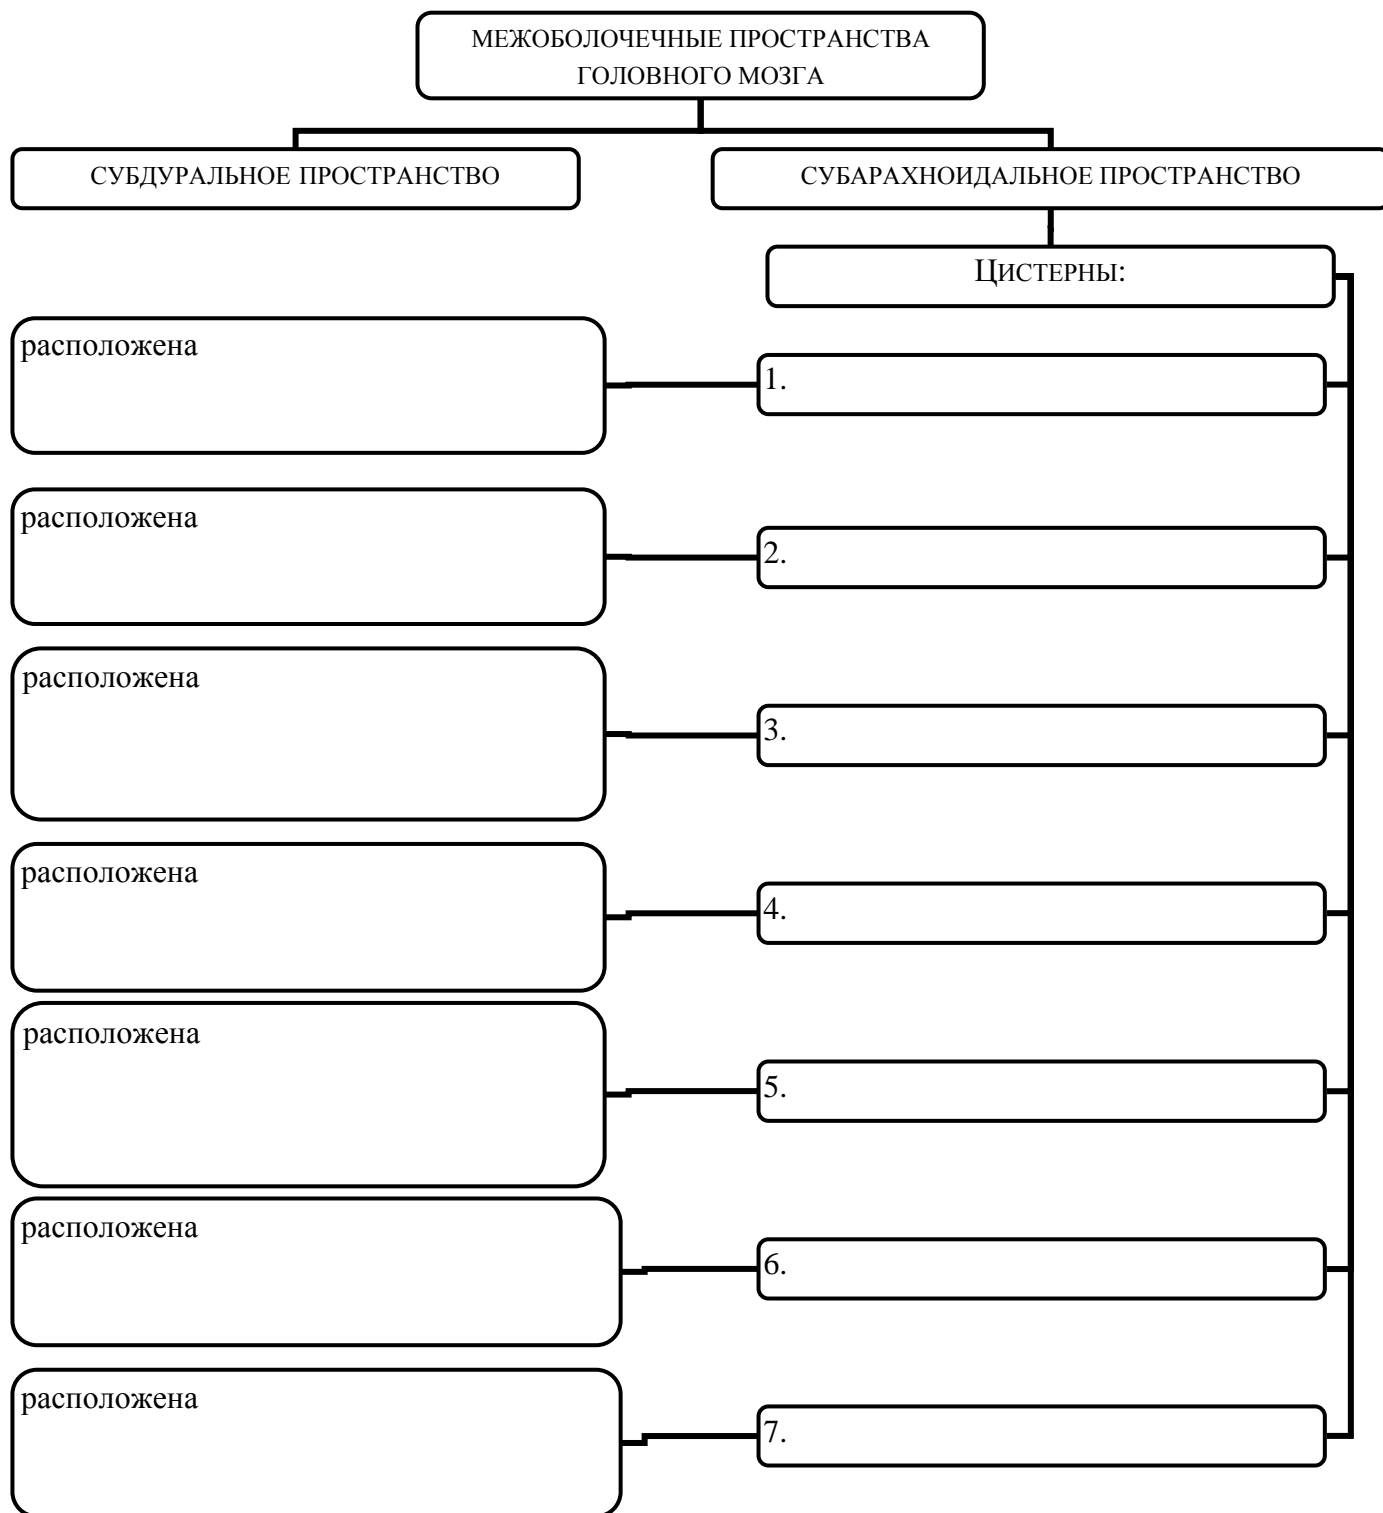 МЕЖОБОЛОЧЕЧНЫЕ ПРОСТРАНСТВА
ГОЛОВНОГО МОЗГА
СУБДУРАЛЬНОЕ ПРОСТРАНСТВО
СУБАРАХНОИДАЛЬНОЕ ПРОСТРАНСТВО
ЦИСТЕРНЫ:
расположена
1.
расположена
2.
расположена
3.
расположена
4.
расположена
5.
расположена
6.
расположена
7.